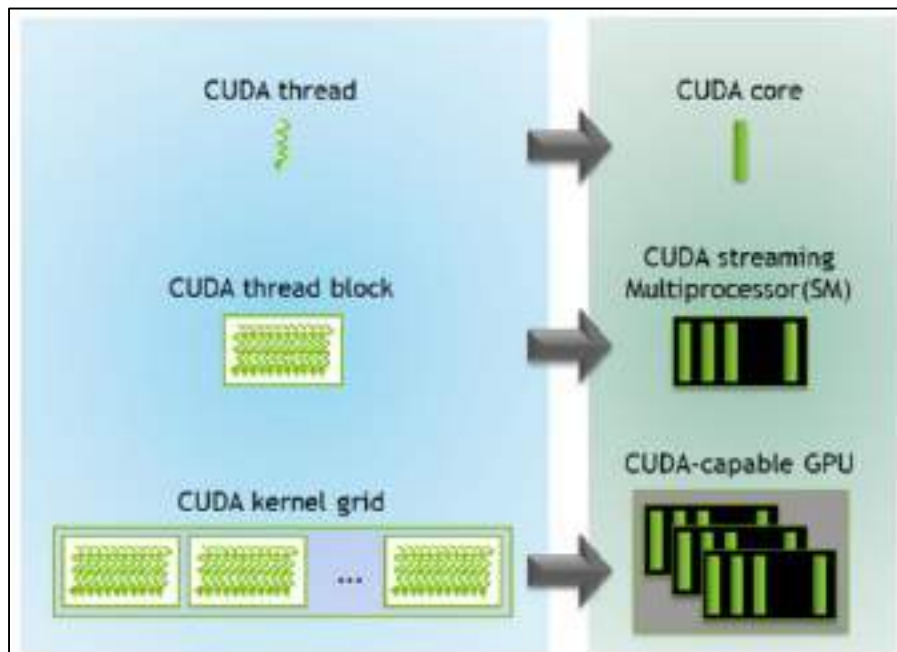 CUDA thread
CUDA core
CUDA thread block
CUDA streaming
Multiprocessor(SM)
CUDA kernel grid
...
CUDA-capable GPU